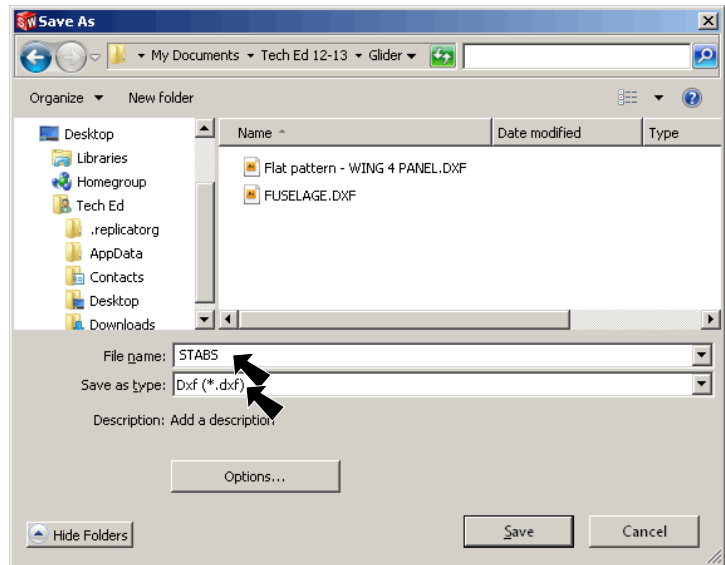 SW Save As
My Documents Tech Ed 12-13 Glider
Organize New folder
Desktop
Libraries
Homegroup
Tech Ed
.replicatorg
AppData
Contacts
Desktop
Downloads
Name Date modified Type
Flat pattern - WING 4 PANEL.DXF
FUSELAGE.DXF
File name: STABS
Save as type: Dxf (*.dxf)
Description: Add a description
Options...
Hide Folders
Save Cancel